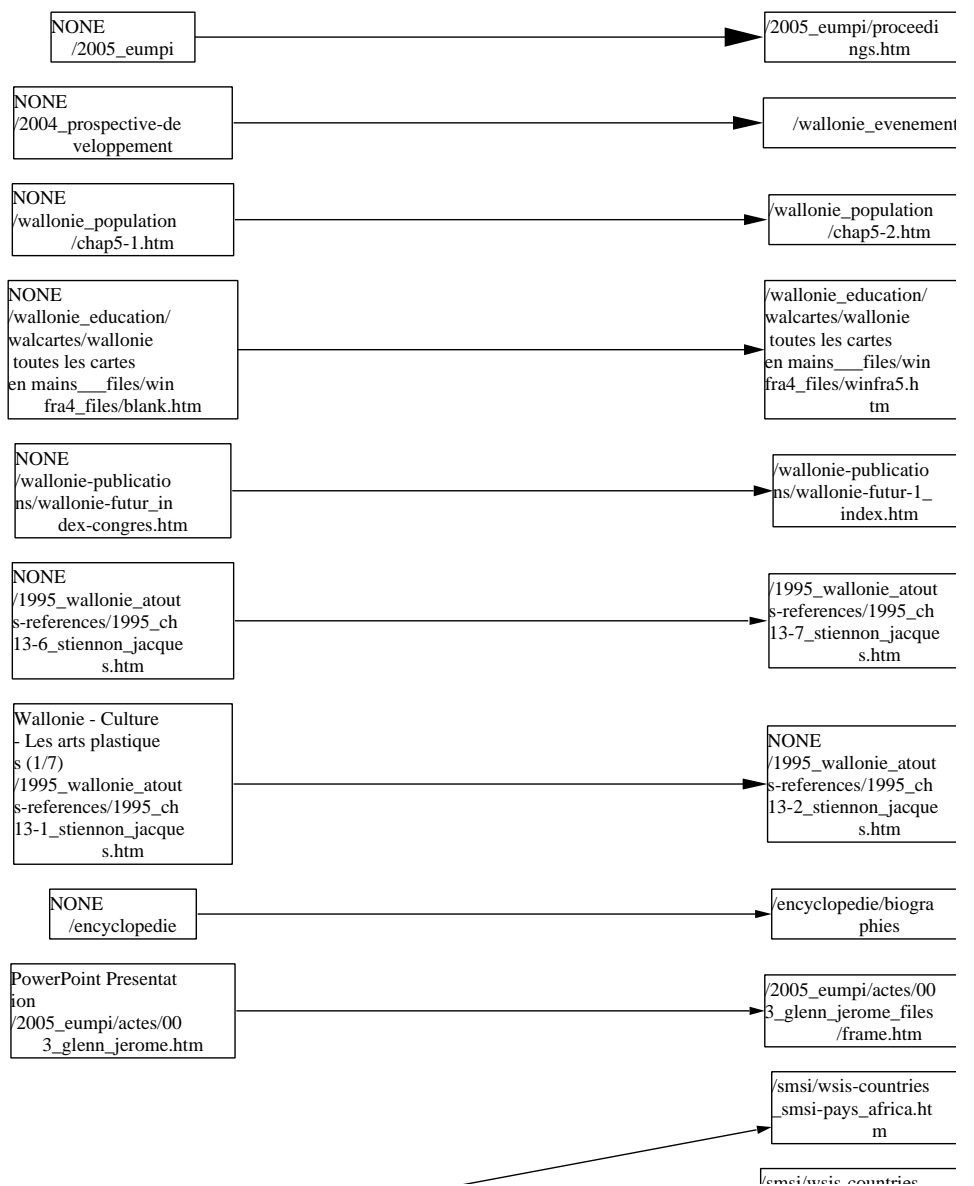 NONE
/2005_eumpi
/2005_eumpi/proceedi
ngs.htm
NONE
/2004_prospective-de
veloppement
/wallonie_evenement
NONE
/wallonie_population
/chap5-1.htm
/wallonie_population
/chap5-2.htm
NONE
/wallonie_education/
walcartes/wallonie
toutes les cartes
en mains___files/win
fra4_files/blank.htm
/wallonie_education/
walcartes/wallonie
toutes les cartes
en mains___files/win
fra4_files/winfra5.h
tm
NONE
/wallonie-publicatio
ns/wallonie-futur_in
dex-congres.htm
/wallonie-publicatio
ns/wallonie-futur-1_
index.htm
NONE
/1995_wallonie_atout
s-references/1995_ch
13-6_stiennon_jacque
s.htm
/1995_wallonie_atout
s-references/1995_ch
13-7_stiennon_jacque
s.htm
Wallonie - Culture
- Les arts plastique
s (1/7)
/1995_wallonie_atout
s-references/1995_ch
13-1_stiennon_jacque
s.htm
NONE
/1995_wallonie_atout
s-references/1995_ch
13-2_stiennon_jacque
s.htm
NONE
/encyclopedie
/encyclopedie/biogra
phies
PowerPoint Presentat
ion
/2005_eumpi/actes/00
3_glenn_jerome.htm
/2005_eumpi/actes/00
3_glenn_jerome_files
/frame.htm
/smsi/wsis-countries
_smsi-pays_africa.ht
m
/smsi/wsis-countries